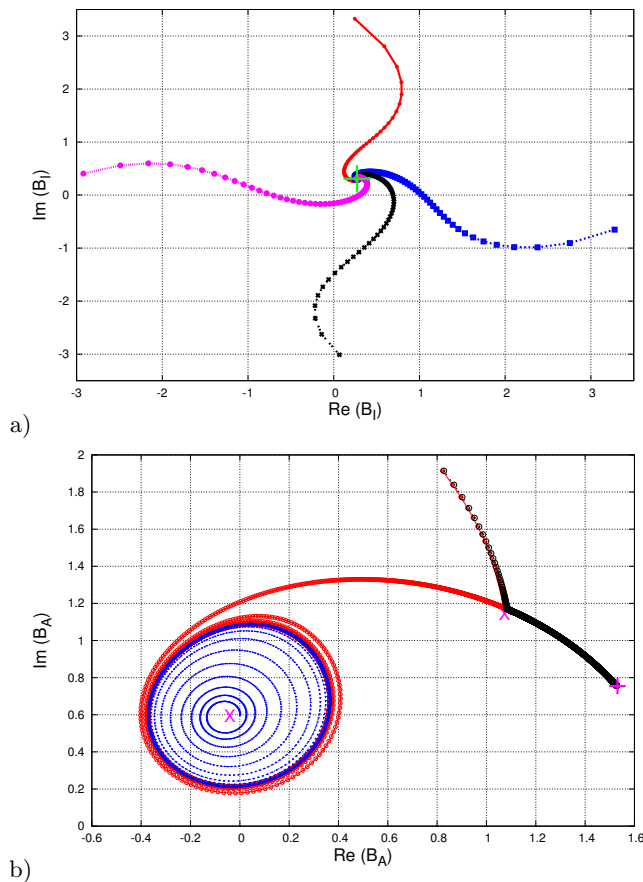 3
2
1
0
-1
-2
-3
Im (B_I)
-3 -2 -1 0 1 2 3
Re (B_I)
a)
2
1.8
1.6
1.4
1.2
1
0.8
0.6
0.4
0.2
0
Im (B_A)
X
X
-0.6 -0.4 -0.2 0 0.2 0.4 0.6 0.8 1 1.2 1.4 1.6
Re (B_A)
b)